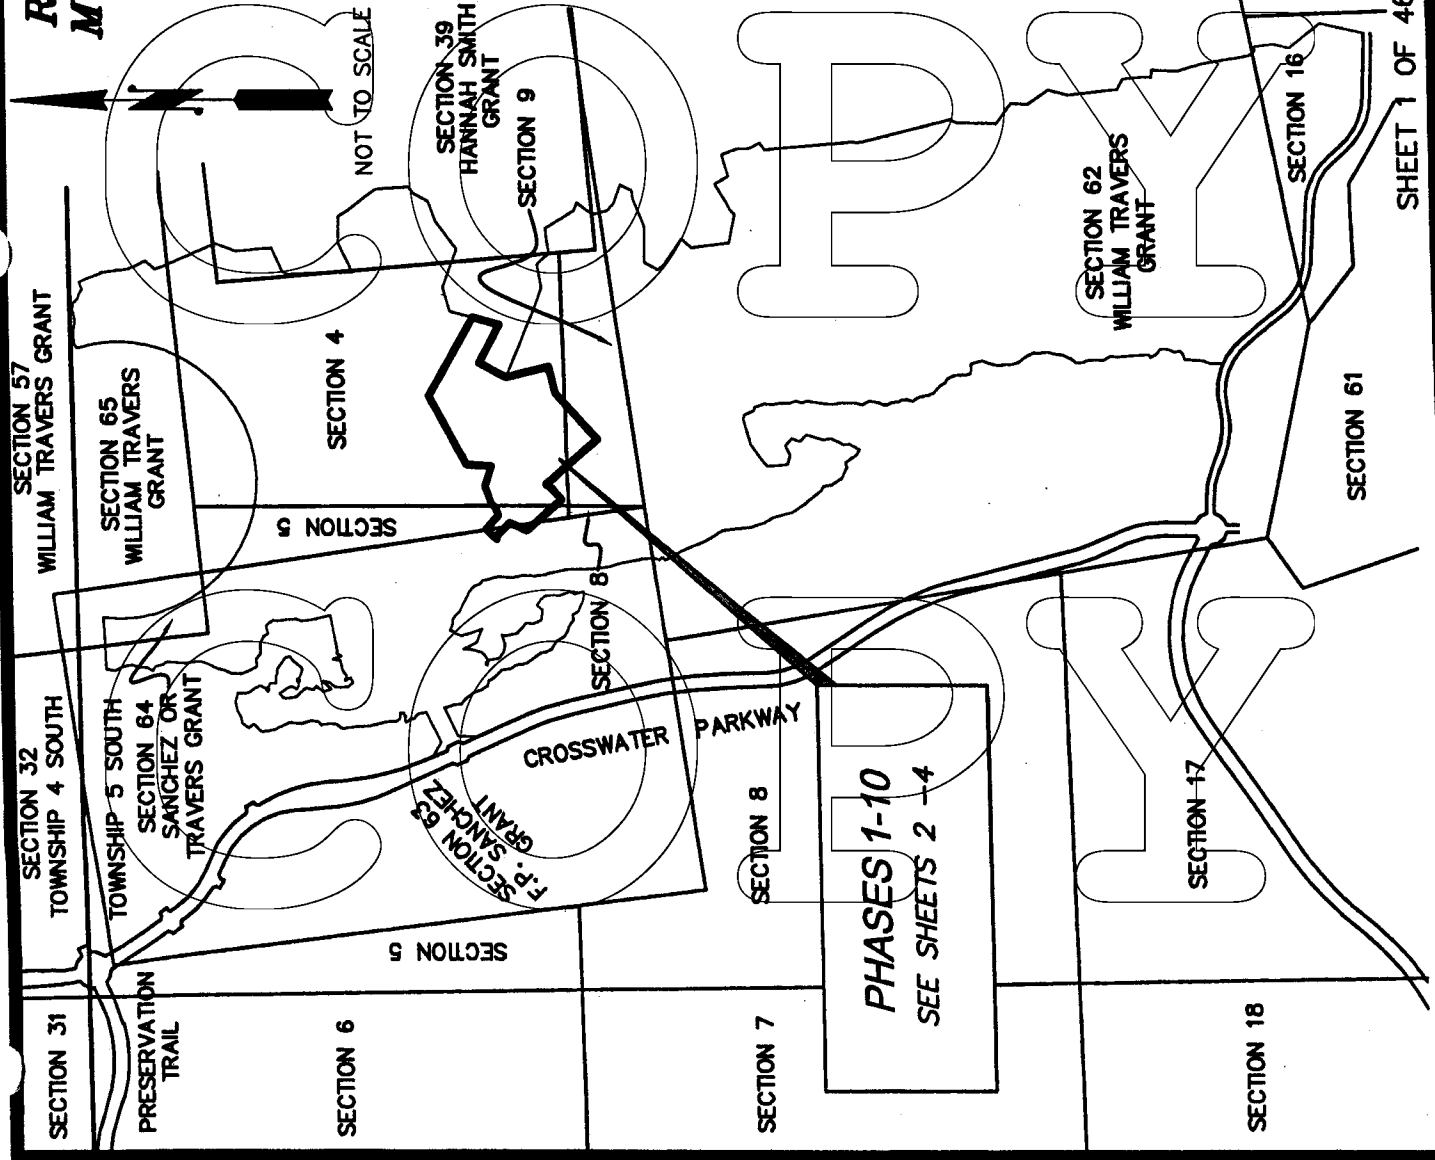 R
M
NOT TO SCALE
SECTION 57
WILLIAM TRAVERS GRANT
SECTION 65
WILLIAM TRAVERS
GRANT
SECTION 4
SECTION 39
HANNAH SMITH
GRANT
SECTION 9
SECTION 16
SECTION 62
WILLIAM TRAVERS
GRANT
SECTION 61
SECTION 5
SECTION 8
SECTION 32
TOWNSHIP 4 SOUTH
TOWNSHIP 5 SOUTH
SECTION 64
SANCHEZ OR
TRAVERS GRANT
SECTION 63
F.P. SANCHEZ
GRANT
CROSSWATER PARKWAY
SECTION 5
SECTION 8
SECTION 17
PHASES 1-10
SEE SHEETS 2 -4
SECTION 31
PRESERVATION
TRAIL
SECTION 6
SECTION 7
SECTION 18
SHEET 1 OF 46
COPY
COPY